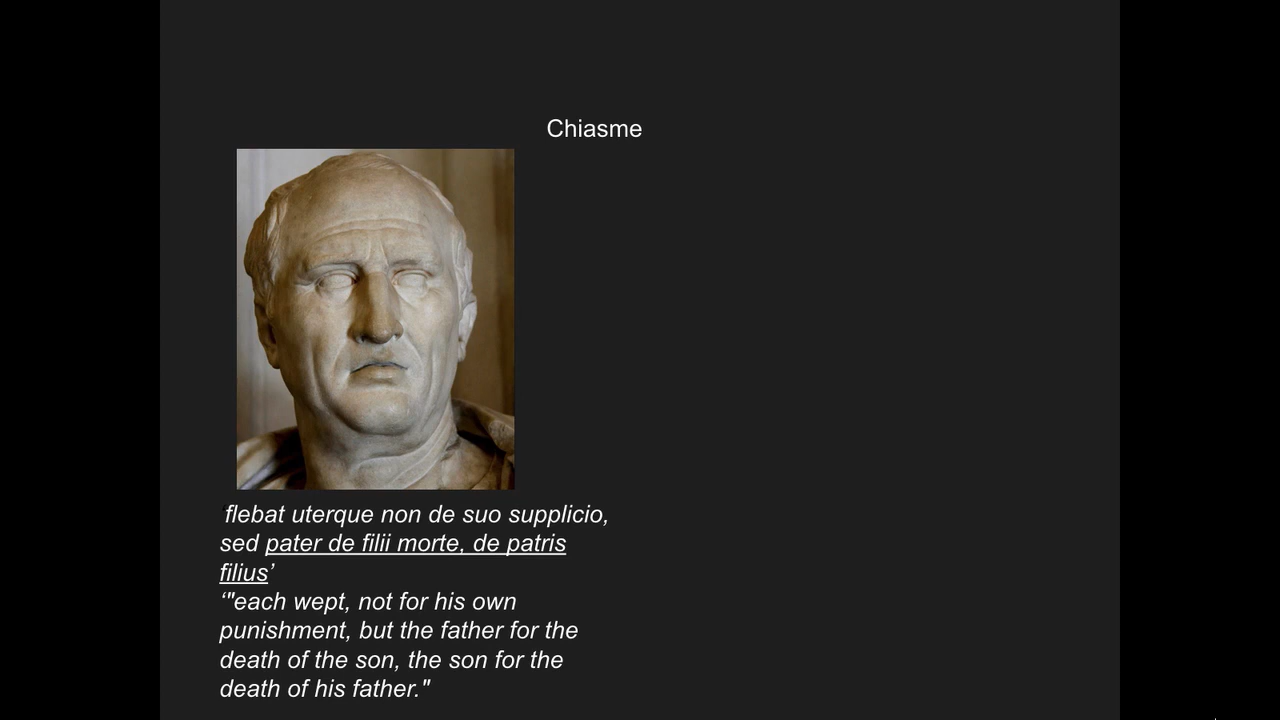 Chiasme
‘flebat uterque non de suo supplicio,
sed pater de filii morte, de patris
filius’
‘"each wept, not for his own
punishment, but the father for the
death of the son, the son for the
death of his father."